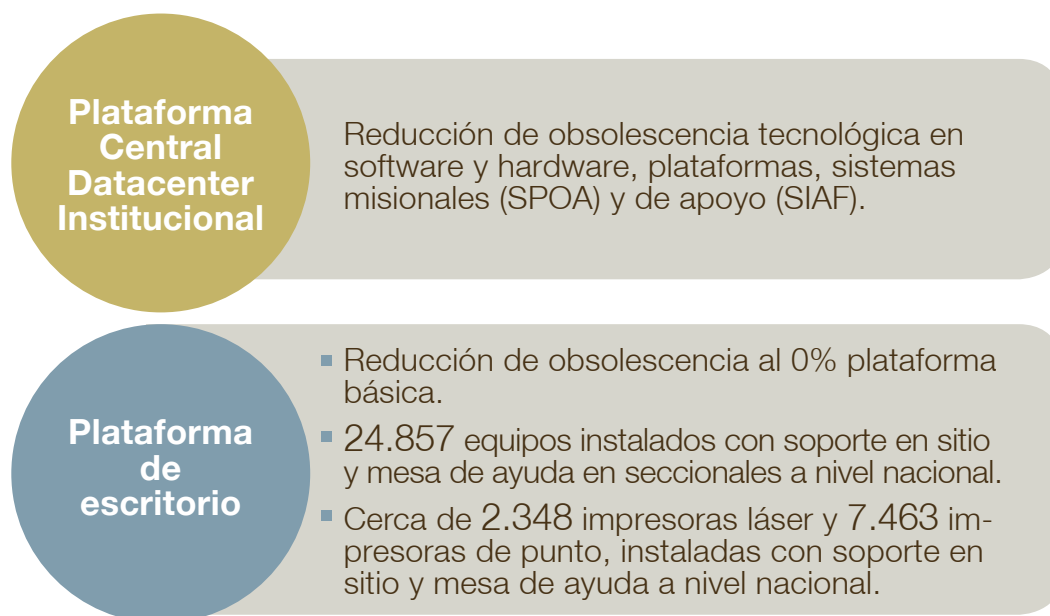 Plataforma
Central
Datacenter
Institucional
Reducción de obsolescencia tecnológica en
software y hardware, plataformas, sistemas
misionales (SPOA) y de apoyo (SIAF).
Plataforma
de
escritorio
Reducción de obsolescencia al 0% plataforma
básica.
24.857 equipos instalados con soporte en sitio
y mesa de ayuda en seccionales a nivel nacional.
Cerca de 2.348 impresoras láser y 7.463 im-
presoras de punto, instaladas con soporte en
sitio y mesa de ayuda a nivel nacional.